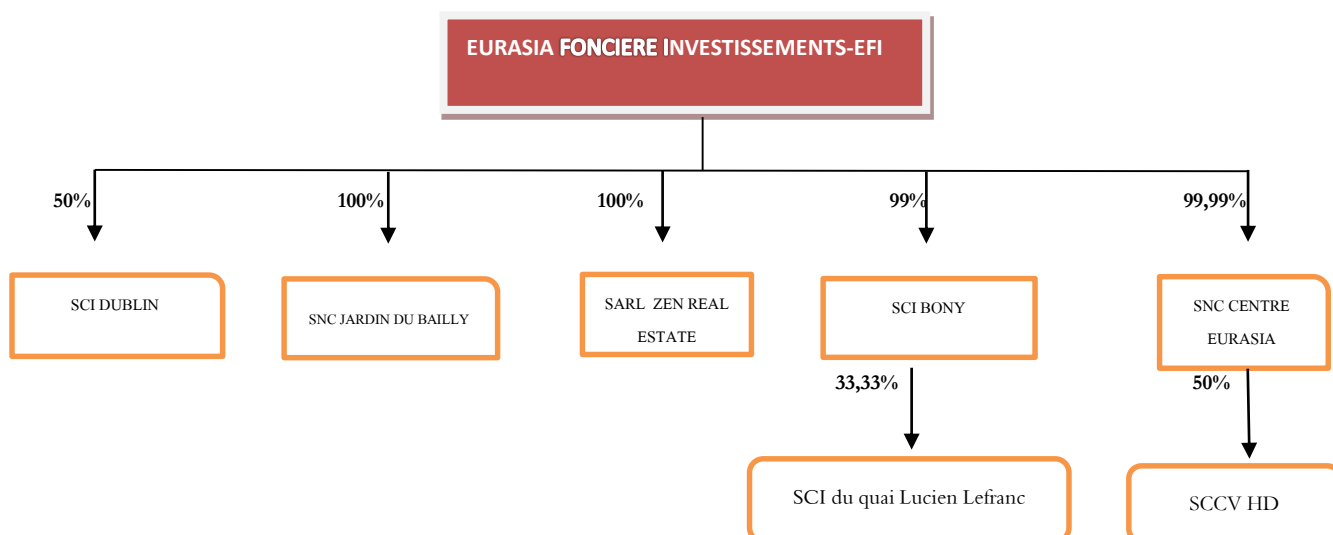 EURASIA FONCIERE INVESTISSEMENTS-EFI
50%
100%
100%
99%
99,99%
SCI DUBLIN
SNC JARDIN DU BAILLY
SARL ZEN REAL
ESTATE
SCI BONY
SNC CENTRE
EURASIA
33,33%
50%
SCI du quai Lucien Lefranc
SCCV HD